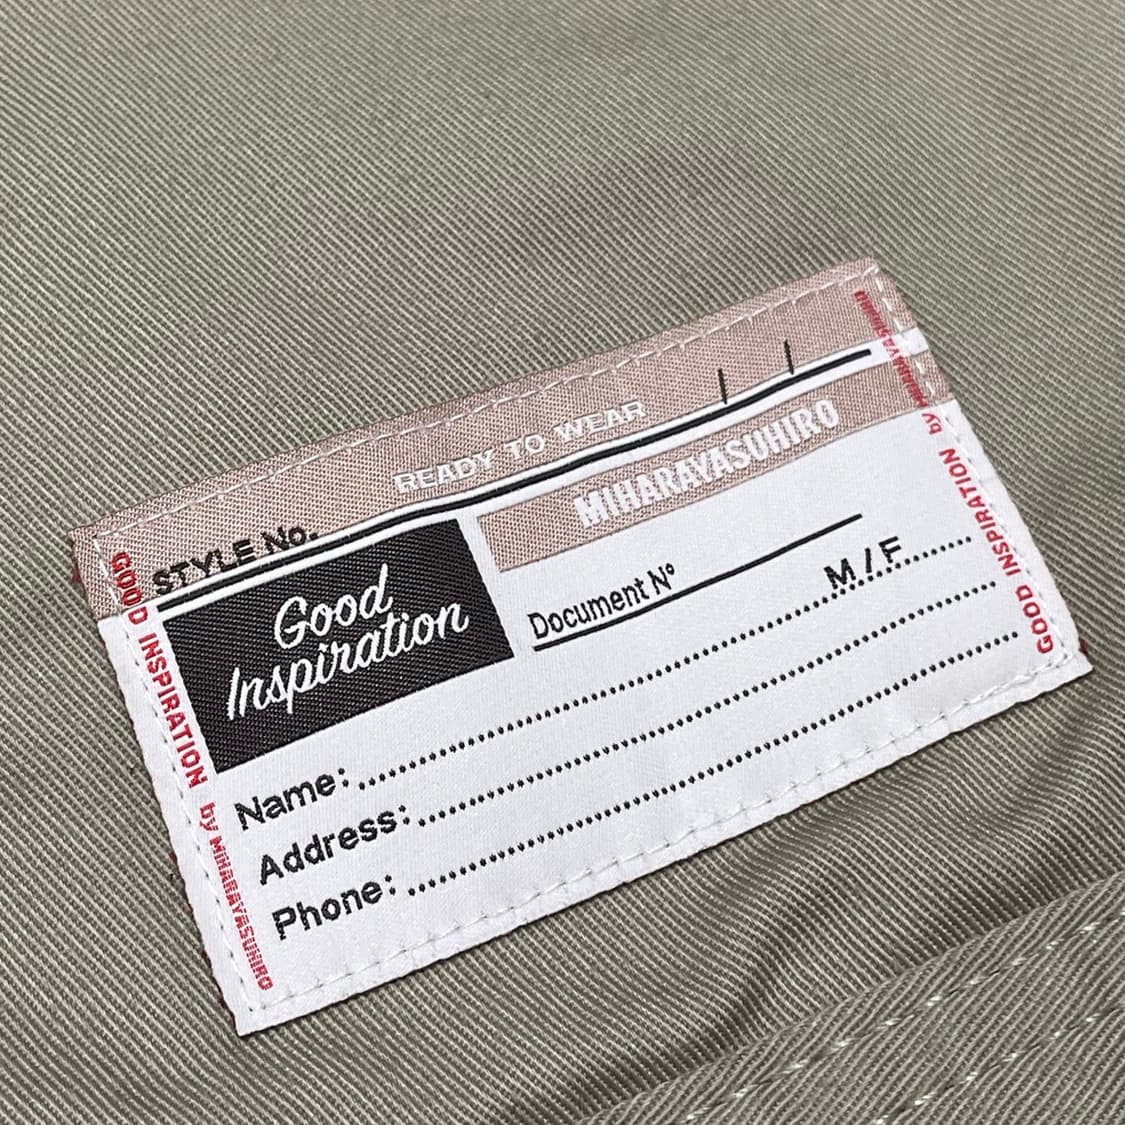 READY TO WEAR
STYLE No.
MIHARAYASUHIRO
Good
Inspiration
Document N°
M / F
Name:
Address:
Phone:
GOOD INSPIRATION by MIHARAYASUHIRO
GOOD INSPIRATION by MIHARAYASUHIRO